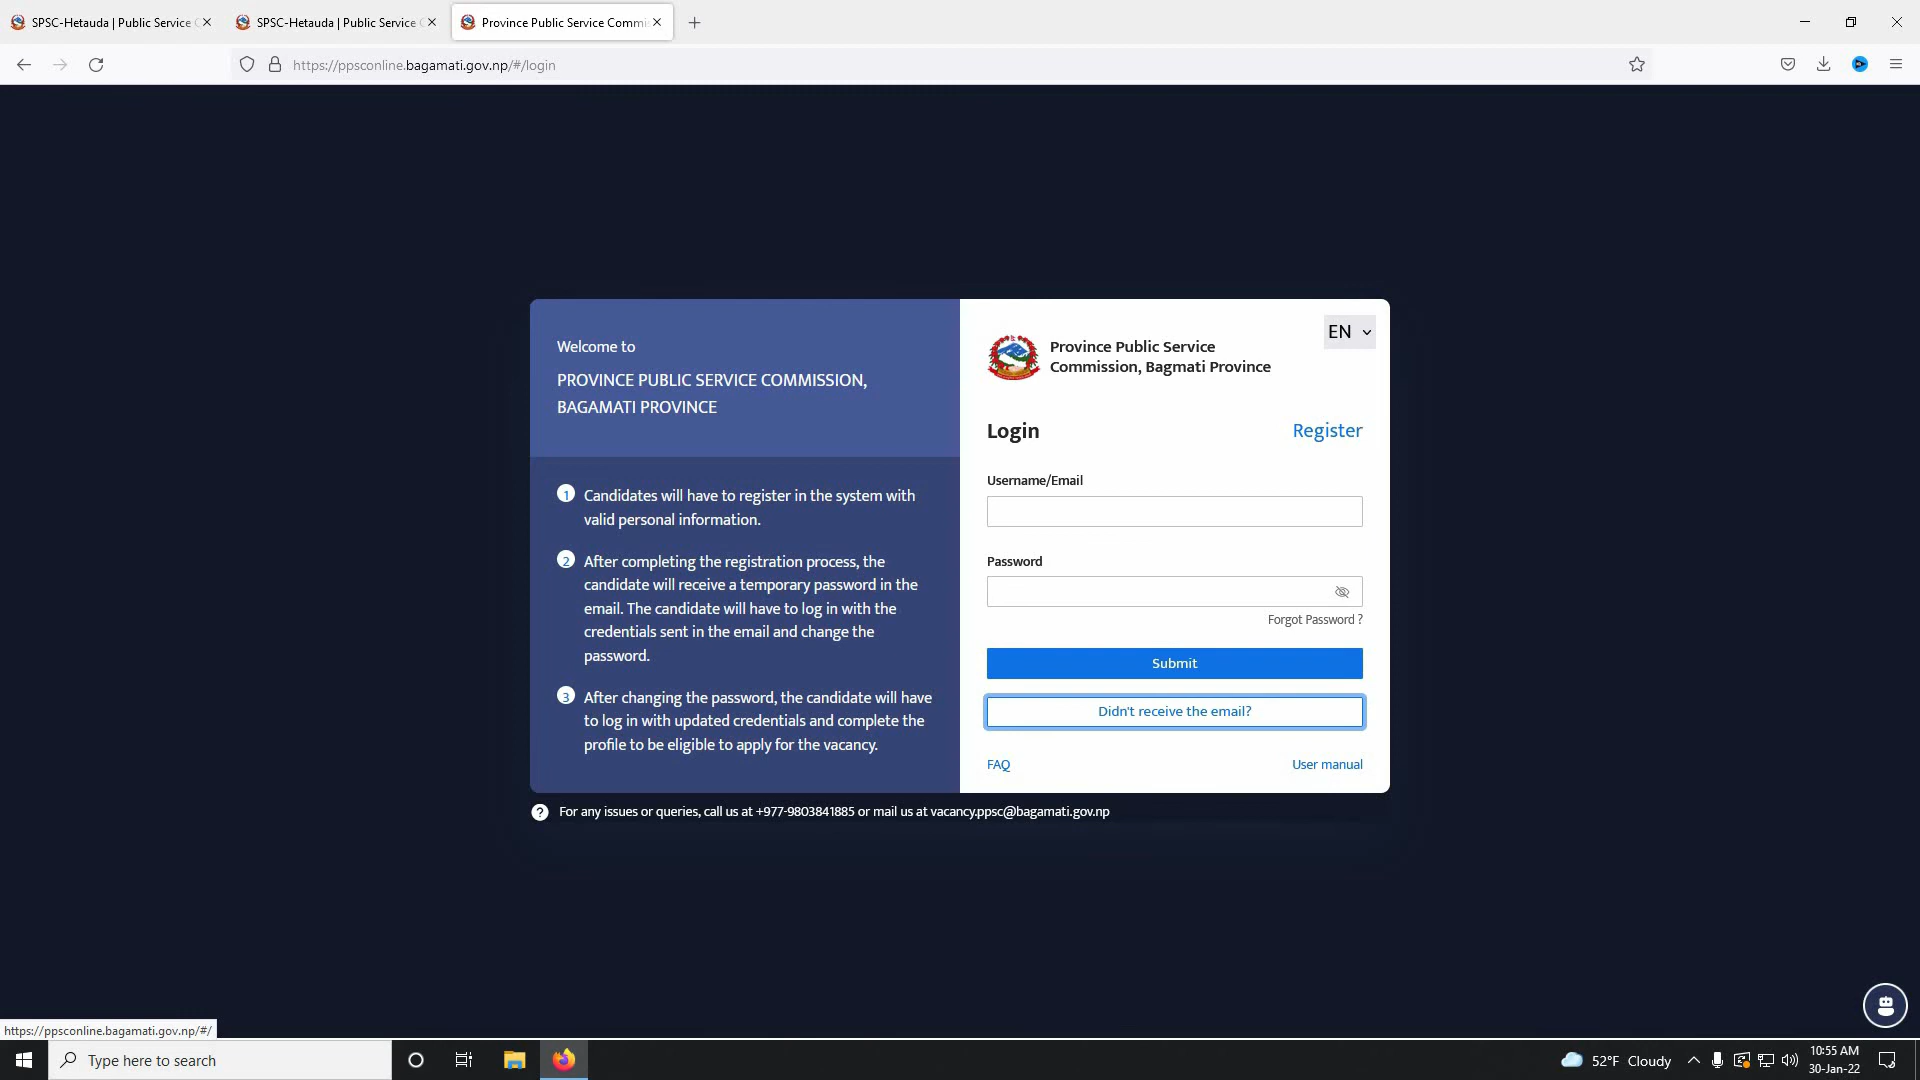 SPSC-Hetauda | Public Service C
SPSC-Hetauda | Public Service C
Province Public Service Commi
https://ppsconline.bagamati.gov.np/#/login
Welcome to
PROVINCE PUBLIC SERVICE COMMISSION,
BAGAMATI PROVINCE
1 Candidates will have to register in the system with
valid personal information.
2 After completing the registration process, the
candidate will receive a temporary password in the
email. The candidate will have to log in with the
credentials sent in the email and change the
password.
3 After changing the password, the candidate will have
to log in with updated credentials and complete the
profile to be eligible to apply for the vacancy.
EN
Province Public Service
Commission, Bagmati Province
Login
Register
Username/Email
Password
Forgot Password ?
Submit
Didn't receive the email?
FAQ
User manual
? For any issues or queries, call us at +977-9803841885 or mail us at vacancy.ppsc@bagamati.gov.np
https://ppsconline.bagamati.gov.np/#/
Type here to search
52°F Cloudy
10:55 AM
30-Jan-22